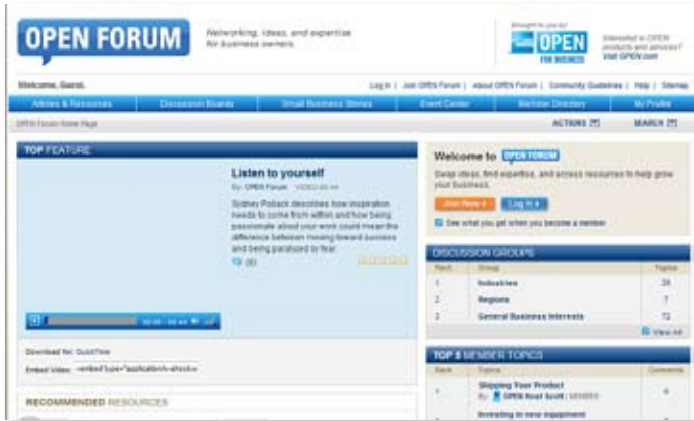 OPEN FORUM
Networking, ideas, and expertise
for business owners.
Brought to you by:
OPEN
FOR BUSINESS
Interested in OPEN
products and services?
Visit OPEN.com
Welcome, Guest.
Log In | Join OPEN Forum | About OPEN Forum | Community Guidelines | Help | Sitemap
Articles & Resources
Discussion Boards
Small Business Stories
Event Center
Member Directory
My Profile
OPEN Forum Home Page
ACTIONS
SEARCH
TOP FEATURE
Listen to yourself
By: OPEN Forum VIDEO
Sydney Pollack describes how inspiration
needs to come from within and how being
passionate about your work could mean the
difference between moving toward success
and being paralyzed by fear.
(0)
Download for: QuickTime
Embed Video:
RECOMMENDED RESOURCES
Welcome to OPEN FORUM
Swap ideas, find expertise, and access resources to help grow
your business.
Join Now
Log In
See what you get when you become a member
DISCUSSION GROUPS
Rank Group Topics
1 Industries
2 Regions 7
3 General Business Interests 72
View All
TOP 5 MEMBER TOPICS
Rank Topics Comments
Shipping Your Product
By: OPEN Root Scott | MEMBER
Investing in new equipment